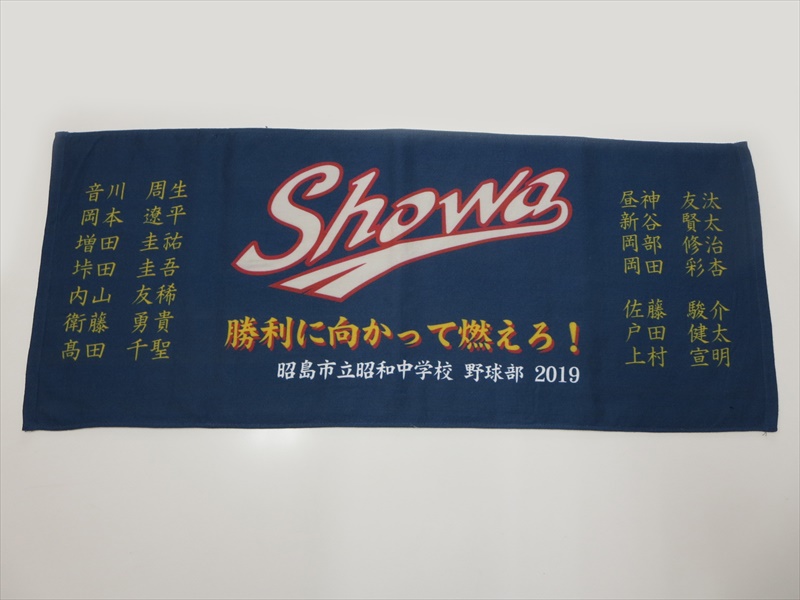 音川 周生
岡本 遼平
増田 圭祐
垰田 圭吾
内山 友稀
衛藤 勇貴
髙田 千聖
Showa
勝利に向かって燃えろ！
昭島市立昭和中学校 野球部 2019
昼神 友汰
新谷 賢太
岡部 修治
岡田 彩杏
佐藤 駿介
戸田 健太
上村 宣明